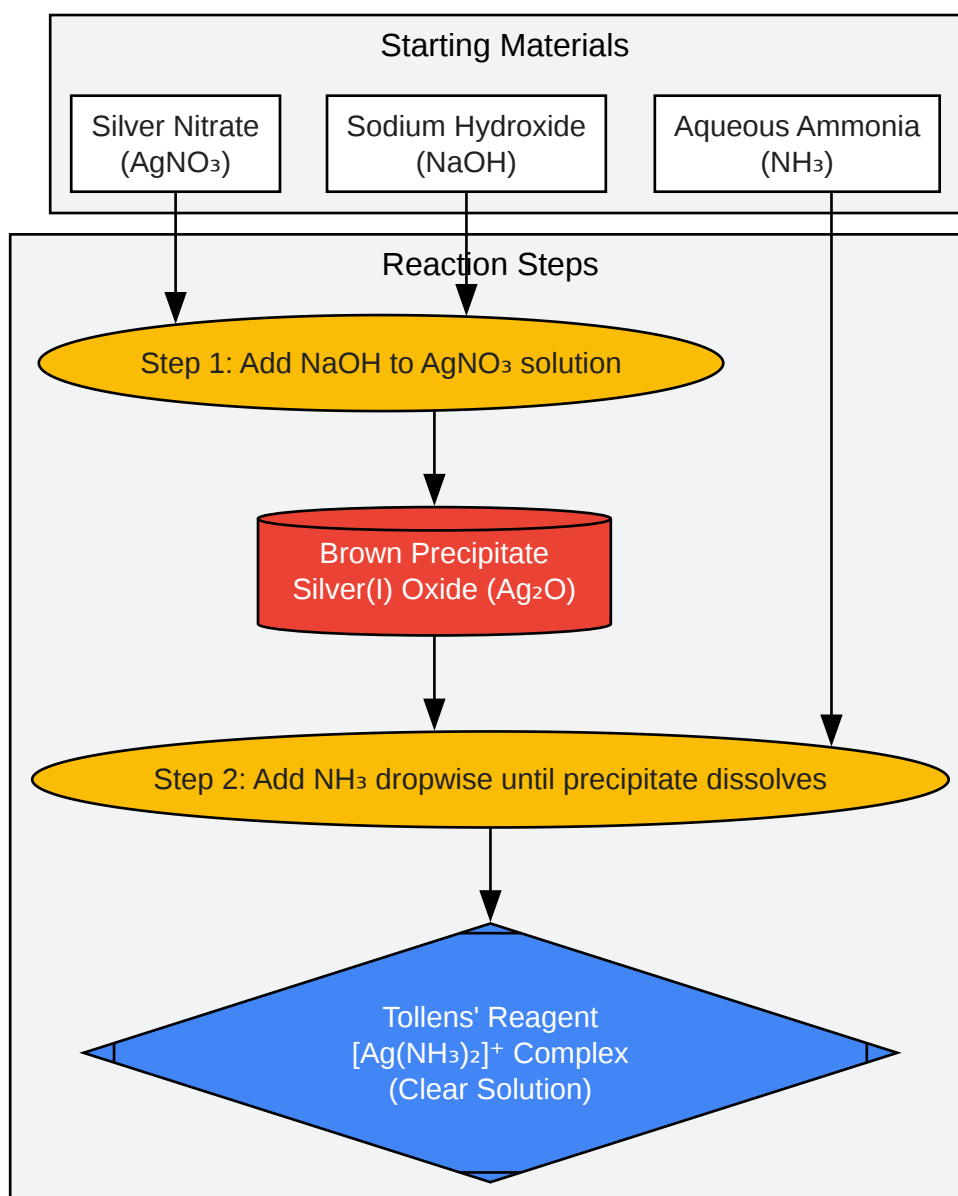 Starting Materials
Silver Nitrate
(AgNO₃)
Sodium Hydroxide
(NaOH)
Aqueous Ammonia
(NH₃)
Reaction Steps
Step 1: Add NaOH to AgNO₃ solution
Brown Precipitate
Silver(I) Oxide (Ag₂O)
Step 2: Add NH₃ dropwise until precipitate dissolves
Tollens' Reagent
[Ag(NH₃)₂]⁺ Complex
(Clear Solution)